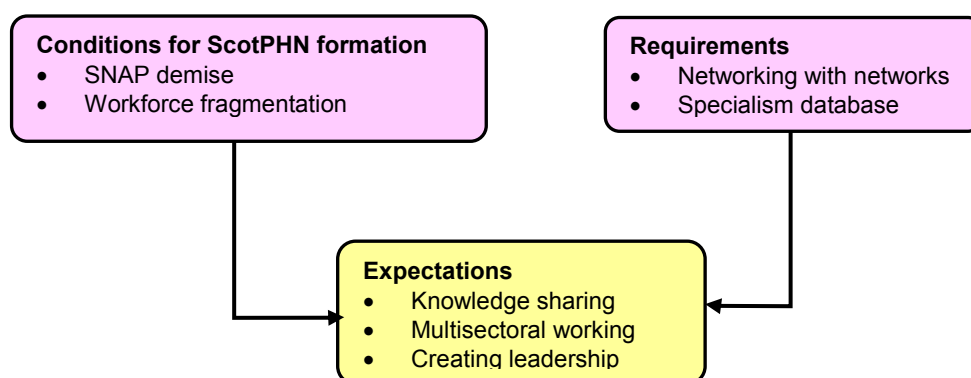 Conditions for ScotPHN formation
• SNAP demise
• Workforce fragmentation
Requirements
• Networking with networks
• Specialism database
Expectations
• Knowledge sharing
• Multisectoral working
• Creating leadership